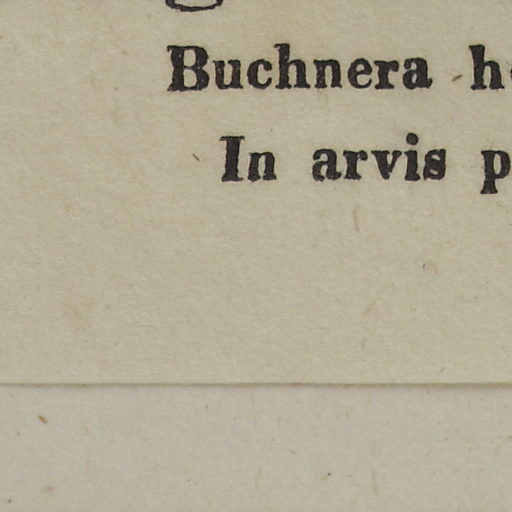 Buchnera h
In arvis p